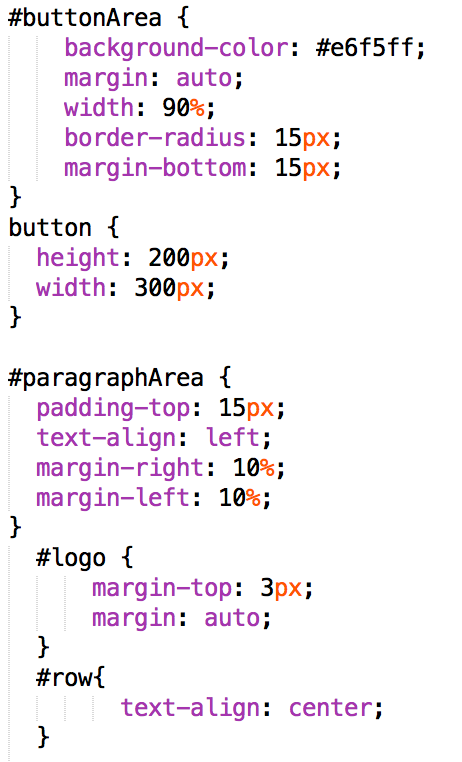 #buttonArea {
background-color: #e6f5ff;
margin: auto;
width: 90%;
border-radius: 15px;
margin-bottom: 15px;
}
button {
height: 200px;
width: 300px;
}
#paragraphArea {
padding-top: 15px;
text-align: left;
margin-right: 10%;
margin-left: 10%;
}
#logo {
margin-top: 3px;
margin: auto;
}
#row{
text-align: center;
}